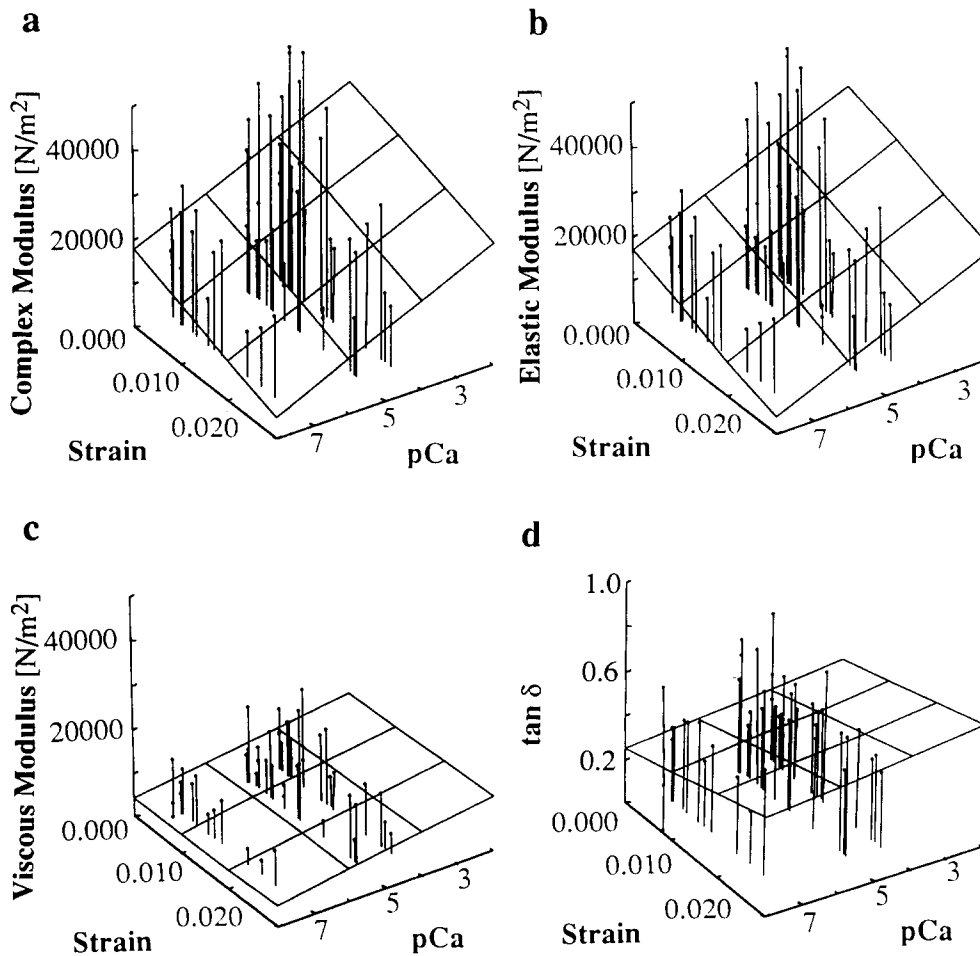 a
Complex Modulus [N/m²]
40000
20000
0.000
0.010
0.020
Strain
7
5
3
pCa
b
Elastic Modulus [N/m²]
40000
20000
0.000
0.010
0.020
Strain
7
5
3
pCa
c
Viscous Modulus [N/m²]
40000
20000
0.000
0.010
0.020
Strain
7
5
3
pCa
d
tan δ
1.0
0.6
0.2
0.000
0.010
0.020
Strain
7
5
3
pCa